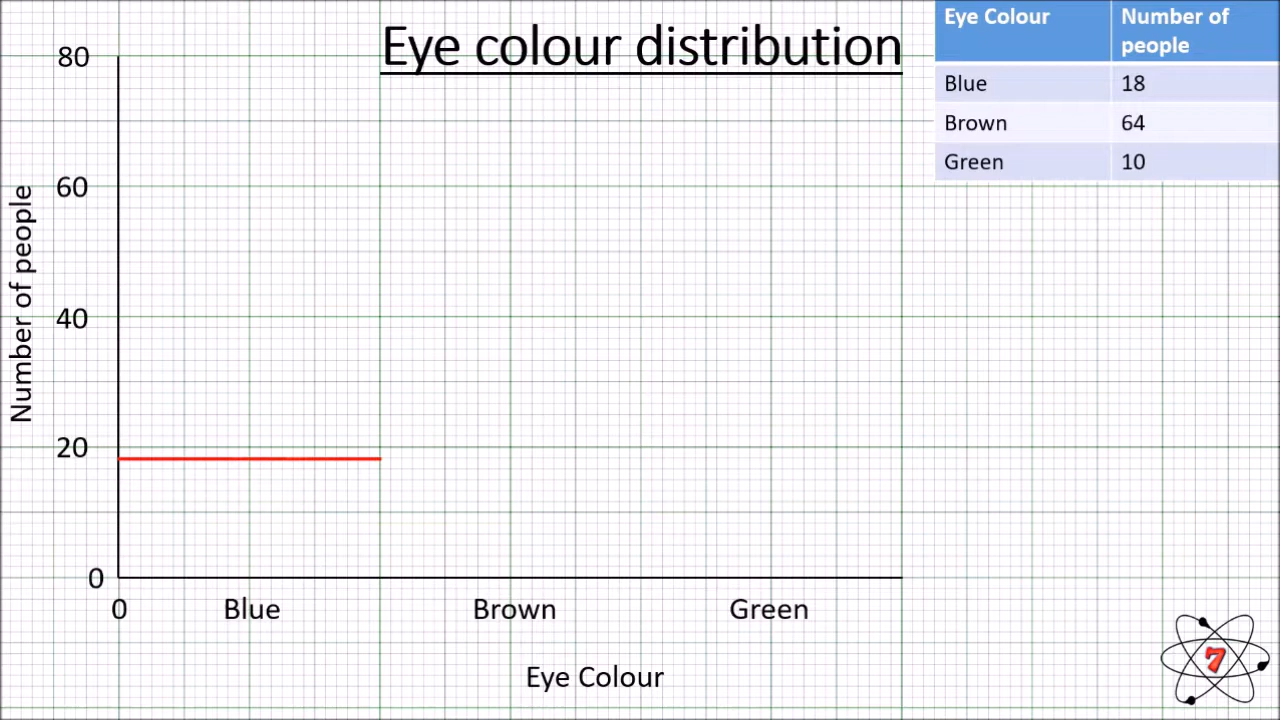 Eye colour distribution
Eye Colour Number of people
Blue 18
Brown 64
Green 10
Number of people
80
60
40
20
0
0 Blue Brown Green
Eye Colour
7